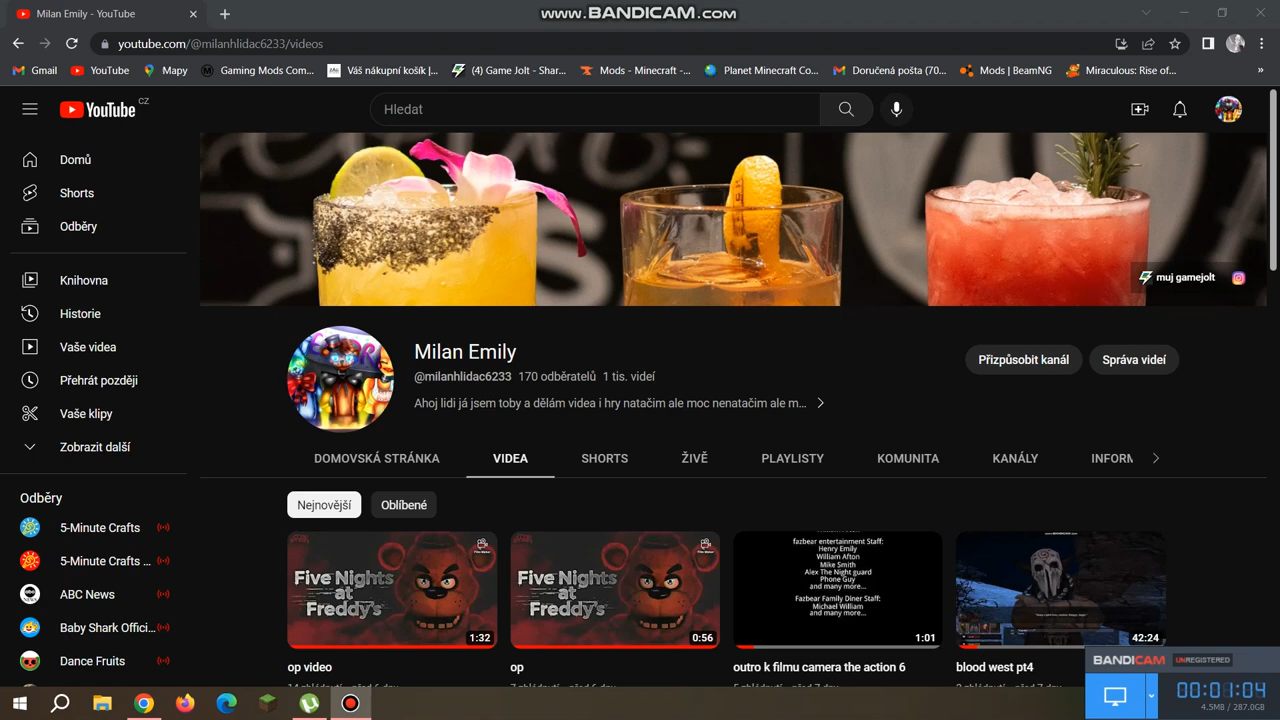 Milan Emily - YouTube
www.BANDICAM.com
youtube.com/@milanhlidac6233/videos
Gmail
YouTube
Mapy
Gaming Mods Com...
Váš nákupní košík |...
(4) Game Jolt - Shar...
Mods - Minecraft -...
Planet Minecraft Co...
Doručená pošta (70...
Mods | BeamNG
Miraculous: Rise of...
»
YouTube CZ
Hledat
Domů
Shorts
Odběry
Knihovna
Historie
Vaše videa
Přehrát později
Vaše klipy
Zobrazit další
Odběry
5-Minute Crafts
5-Minute Crafts ...
ABC News
Baby Shark Offici...
Dance Fruits
muj gamejolt
Milan Emily
@milanhlidac6233 170 odběratelů 1 tis. videí
Ahoj lidi já jsem toby a dělám videa i hry natačim ale moc nenatačim ale m...
Přizpůsobit kanál
Správa videí
DOMOVSKÁ STRÁNKA
VIDEA
SHORTS
ŽIVĚ
PLAYLISTY
KOMUNITA
KANÁLY
INFORM
Nejnovější
Oblíbené
Five Nights
at
Freddy's
1:32
op video
Five Nights
at
Freddy's
0:56
op
fazbear entertainment Staff:
Henry Emily
William Afton
Mike Smith
Alex The Night guard
Phone Guy
and many more...
Fazbear Family Diner Staff:
Michael William
and many more...
1:01
outro k filmu camera the action 6
42:24
blood west pt4
BANDICAM UNREGISTERED
00:01:04
4.5MB / 287.0GB